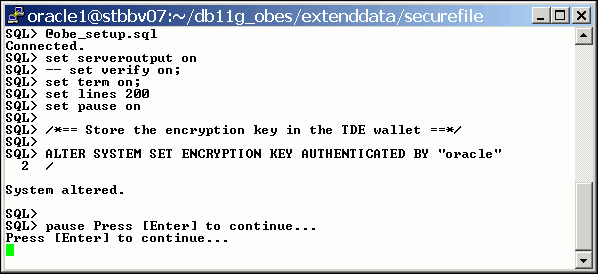 oracle1@stbbv07:~/db11g_obes/extenddata/securefile
SQL> @obe_setup.sql
Connected.
SQL> set serveroutput on
SQL> -- set verify on;
SQL> set term on;
SQL> set lines 200
SQL> set pause on
SQL>
SQL> /*== Store the encryption key in the TDE wallet ==*/
SQL>
SQL> ALTER SYSTEM SET ENCRYPTION KEY AUTHENTICATED BY "oracle"
  2  /
System altered.
SQL>
SQL> pause Press [Enter] to continue...
Press [Enter] to continue...